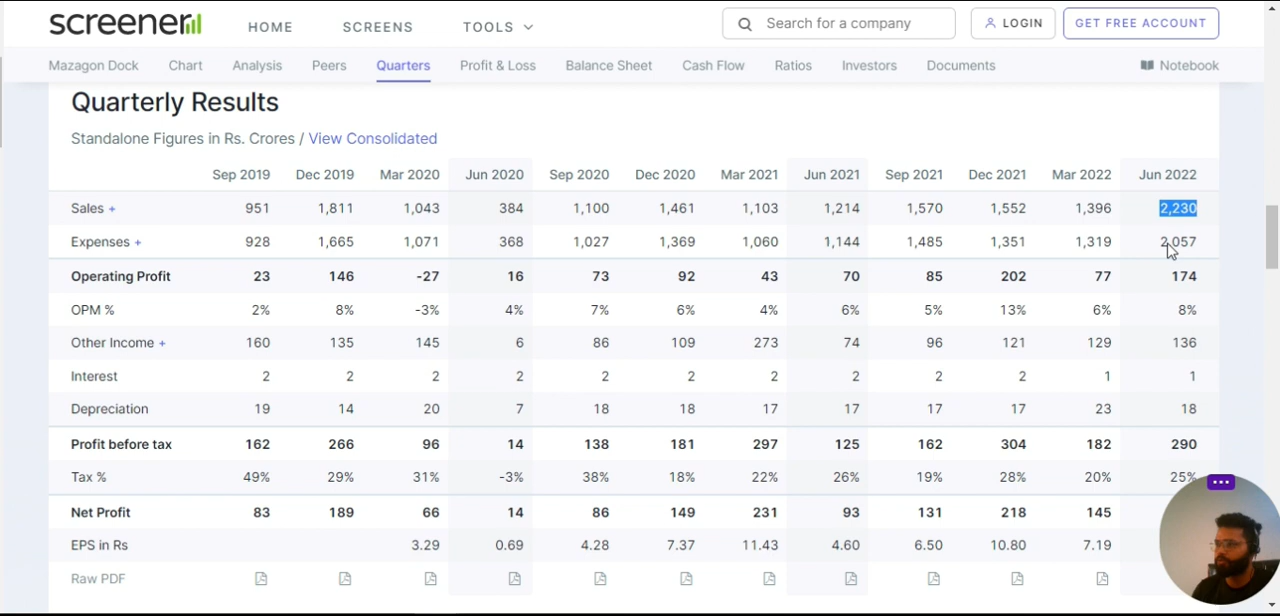 screener
HOME
SCREENS
TOOLS
Search for a company
LOGIN
GET FREE ACCOUNT
Mazagon Dock Chart Analysis Peers Quarters Profit & Loss Balance Sheet Cash Flow Ratios Investors Documents Notebook
Quarterly Results
Standalone Figures in Rs. Crores / View Consolidated
Sep 2019 Dec 2019 Mar 2020 Jun 2020 Sep 2020 Dec 2020 Mar 2021 Jun 2021 Sep 2021 Dec 2021 Mar 2022 Jun 2022
Sales + 951 1,811 1,043 384 1,100 1,461 1,103 1,214 1,570 1,552 1,396 2,230
Expenses + 928 1,665 1,071 368 1,027 1,369 1,060 1,144 1,485 1,351 1,319 2,057
Operating Profit 23 146 -27 16 73 92 43 70 85 202 77 174
OPM % 2% 8% -3% 4% 7% 6% 4% 6% 5% 13% 6% 8%
Other Income + 160 135 145 6 86 109 273 74 96 121 129 136
Interest 2 2 2 2 2 2 2 2 2 2 1 1
Depreciation 19 14 20 7 18 18 17 17 17 17 23 18
Profit before tax 162 266 96 14 138 181 297 125 162 304 182 290
Tax % 49% 29% 31% -3% 38% 18% 22% 26% 19% 28% 20% 25%
Net Profit 83 189 66 14 86 149 231 93 131 218 145
EPS in Rs 3.29 0.69 4.28 7.37 11.43 4.60 6.50 10.80 7.19
Raw PDF